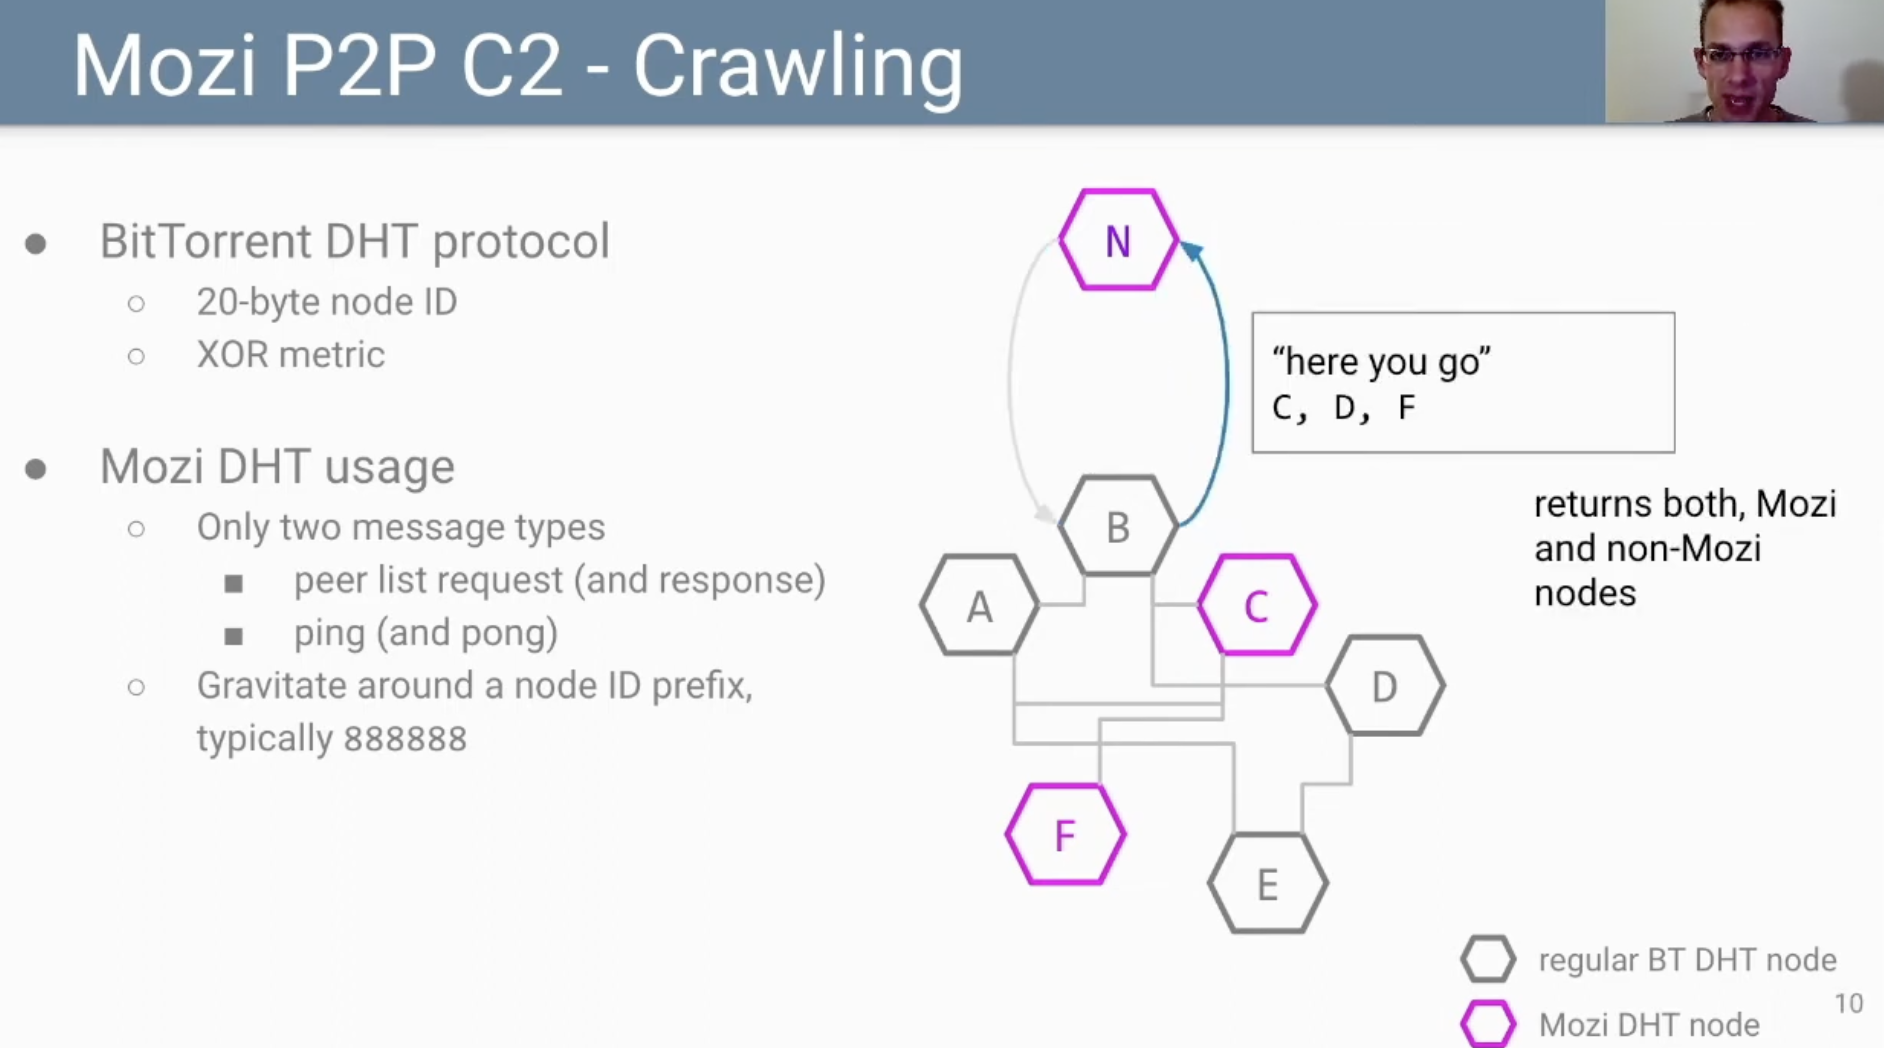 Mozi P2P C2 - Crawling
BitTorrent DHT protocol
20-byte node ID
XOR metric
Mozi DHT usage
Only two message types
peer list request (and response)
ping (and pong)
Gravitate around a node ID prefix,
typically 888888
N
“here you go”
C, D, F
returns both, Mozi
and non-Mozi
nodes
B
A
C
D
F
E
regular BT DHT node
Mozi DHT node
10